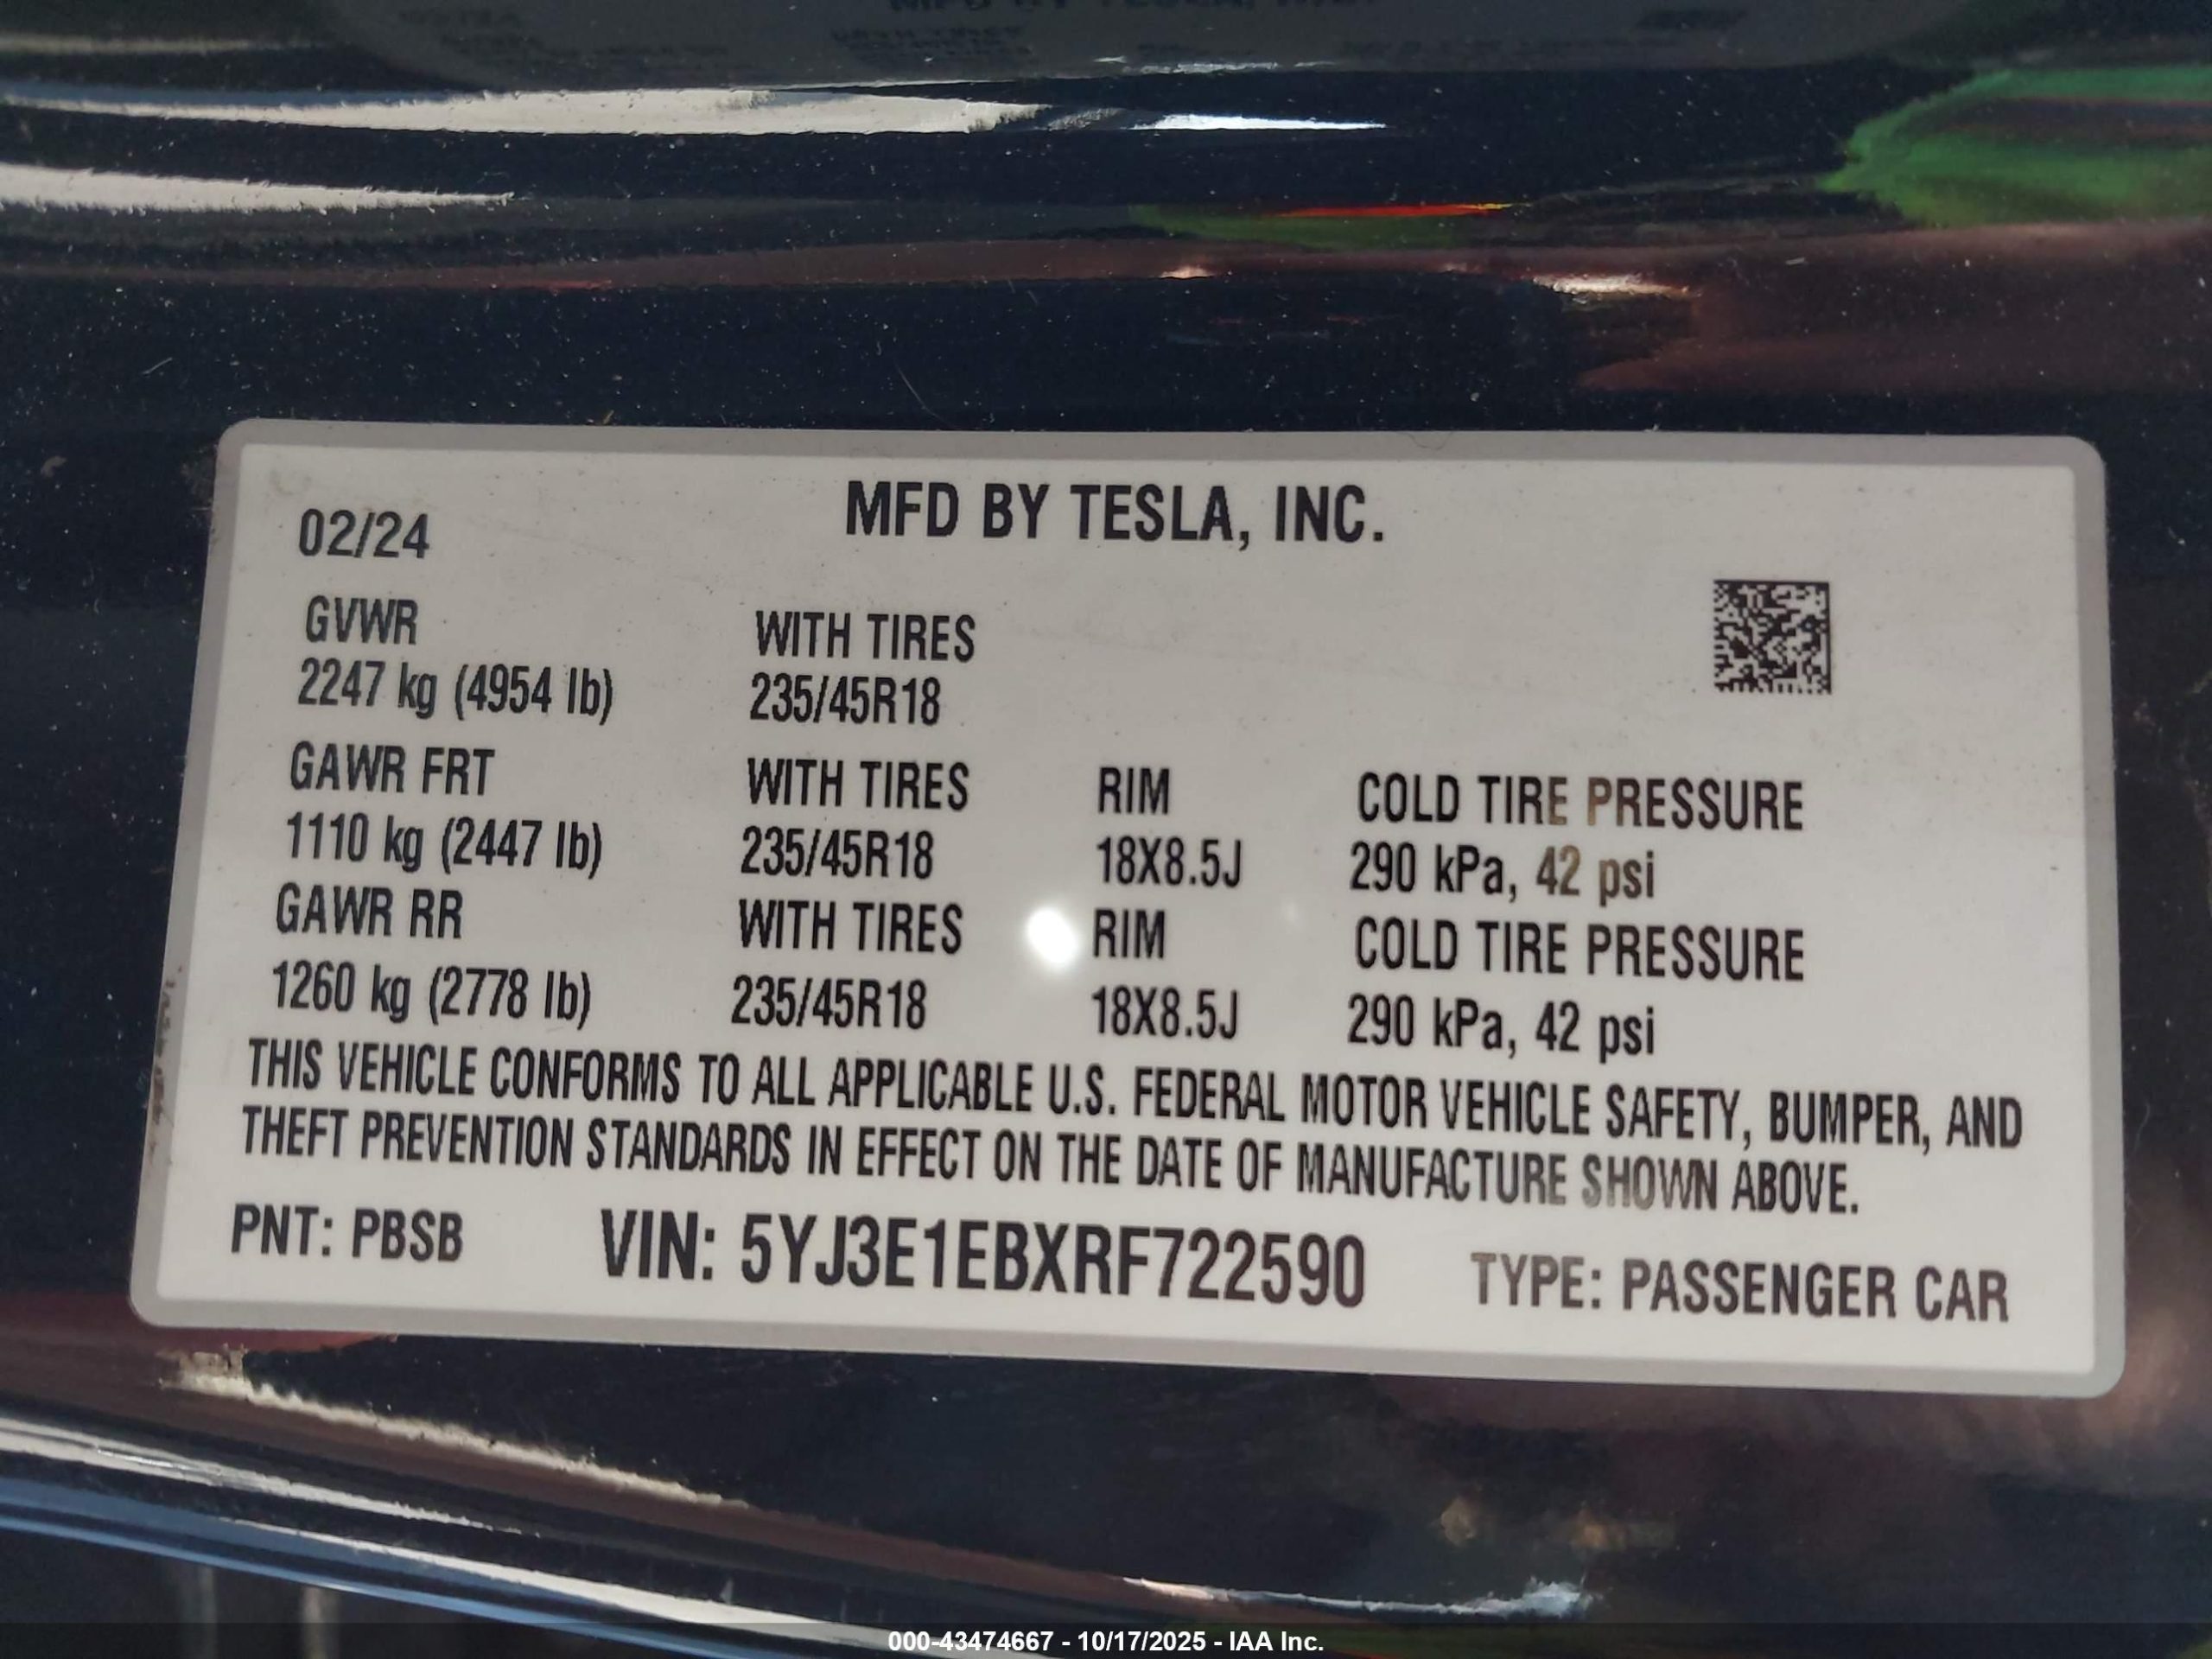 02/24
MFD BY TESLA, INC.
GVWR WITH TIRES
2247 kg (4954 lb) 235/45R18
GAWR FRT WITH TIRES RIM COLD TIRE PRESSURE
1110 kg (2447 lb) 235/45R18 18X8.5J 290 kPa, 42 psi
GAWR RR WITH TIRES RIM COLD TIRE PRESSURE
1260 kg (2778 lb) 235/45R18 18X8.5J 290 kPa, 42 psi
THIS VEHICLE CONFORMS TO ALL APPLICABLE U.S. FEDERAL MOTOR VEHICLE SAFETY, BUMPER, AND
THEFT PREVENTION STANDARDS IN EFFECT ON THE DATE OF MANUFACTURE SHOWN ABOVE.
PNT: PBSB VIN: 5YJ3E1EBXRF722590 TYPE: PASSENGER CAR
000-43474667 - 10/17/2025 - IAA Inc.